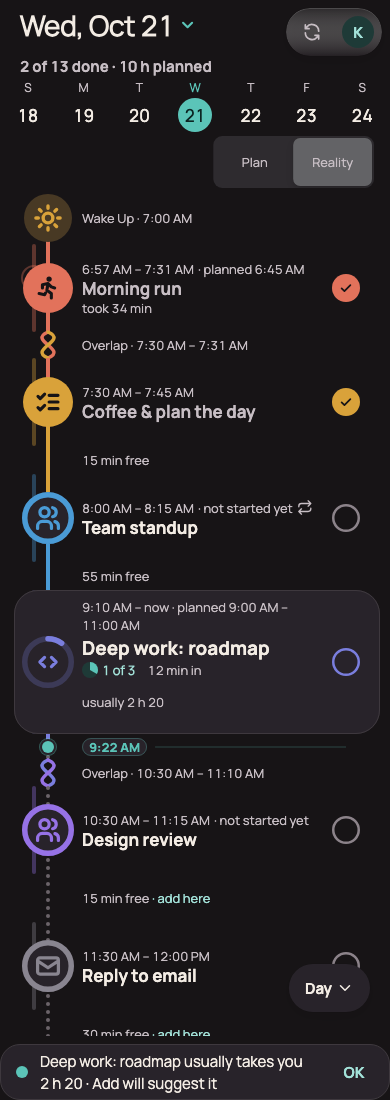 Wed, Oct 21
K
2 of 13 done · 10 h planned
S M T W T F S
18 19 20 21 22 23 24
Plan Reality
Wake Up · 7:00 AM
6:57 AM – 7:31 AM · planned 6:45 AM
Morning run
took 34 min
Overlap · 7:30 AM – 7:31 AM
7:30 AM – 7:45 AM
Coffee & plan the day
15 min free
8:00 AM – 8:15 AM · not started yet
Team standup
55 min free
9:10 AM – now · planned 9:00 AM –
11:00 AM
Deep work: roadmap
1 of 3 12 min in
usually 2 h 20
9:22 AM
Overlap · 10:30 AM – 11:10 AM
10:30 AM – 11:15 AM · not started yet
Design review
15 min free · add here
11:30 AM – 12:00 PM
Reply to email
Day
30 min free · add here
Deep work: roadmap usually takes you
2 h 20 · Add will suggest it
OK